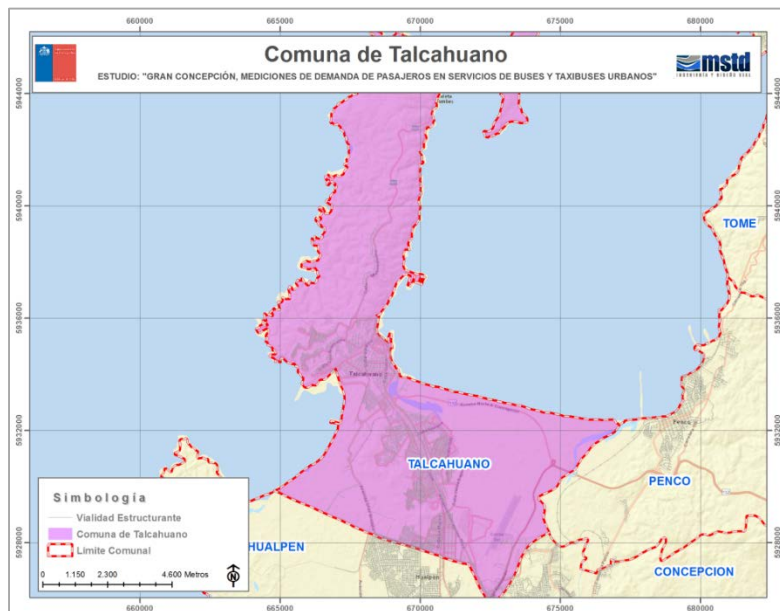 660000 665000 670000 675000 680000
Comuna de Talcahuano
ESTUDIO: "GRAN CONCEPCIÓN, MEDICIONES DE DEMANDA DE PASAJEROS EN SERVICIOS DE BUSES Y TAXIBUSES URBANOS"
mstd
5944000 5944000
5940000 5940000
TOME
5936000 5936000
Talcahuano
5932000 5932000
Penco
TALCAHUANO
PENCO
Simbología
Vialidad Estructurante
Comuna de Talcahuano
Limite Comunal
0 1.150 2.300 4.600 Metros
N
HUALPEN
5928000 5928000
CONCEPCION
Hualpen
660000 665000 670000 675000 680000